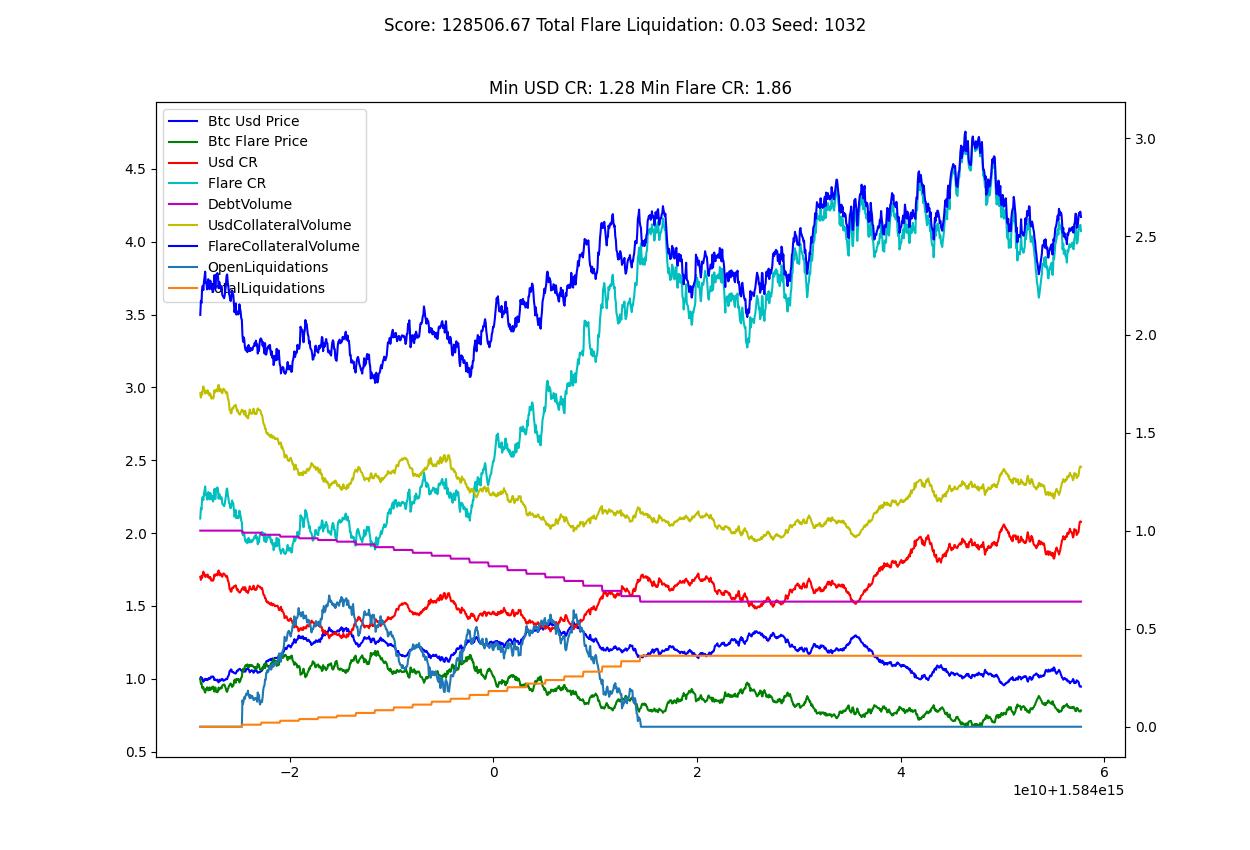 Score: 128506.67 Total Flare Liquidation: 0.03 Seed: 1032
Min USD CR: 1.28 Min Flare CR: 1.86
Btc Usd Price
Btc Flare Price
Usd CR
Flare CR
DebtVolume
UsdCollateralVolume
FlareCollateralVolume
OpenLiquidations
TotalLiquidations
4.5
4.0
3.5
3.0
2.5
2.0
1.5
1.0
0.5
3.0
2.5
2.0
1.5
1.0
0.5
0.0
−2 0 2 4 6
1e10+1.584e15